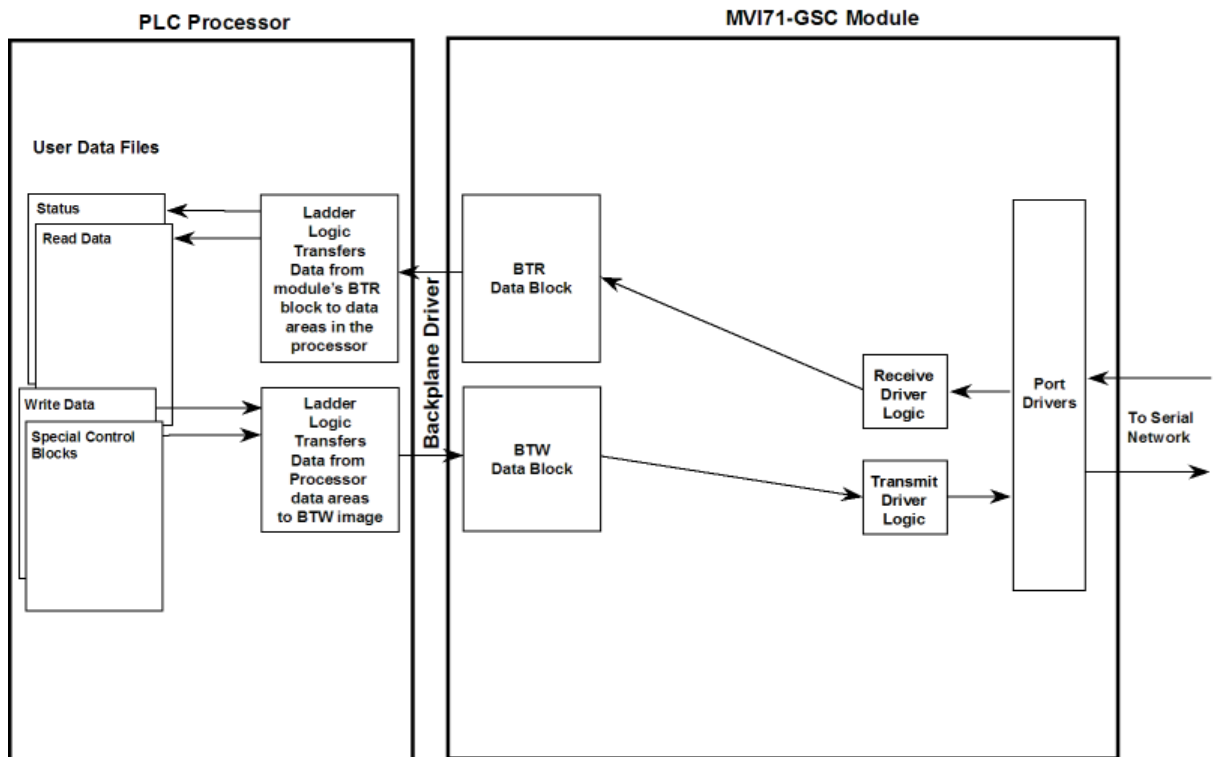 PLC Processor
MVI71-GSC Module
User Data Files
Status
Read Data
Write Data
Special Control
Blocks
Ladder
Logic
Transfers
Data from
module's BTR
block to data
areas in the
processor
Ladder
Logic
Transfers
Data from
Processor
data areas
to BTW image
Backplane Driver
BTR
Data Block
BTW
Data Block
Receive
Driver
Logic
Transmit
Driver
Logic
Port
Drivers
To Serial
Network